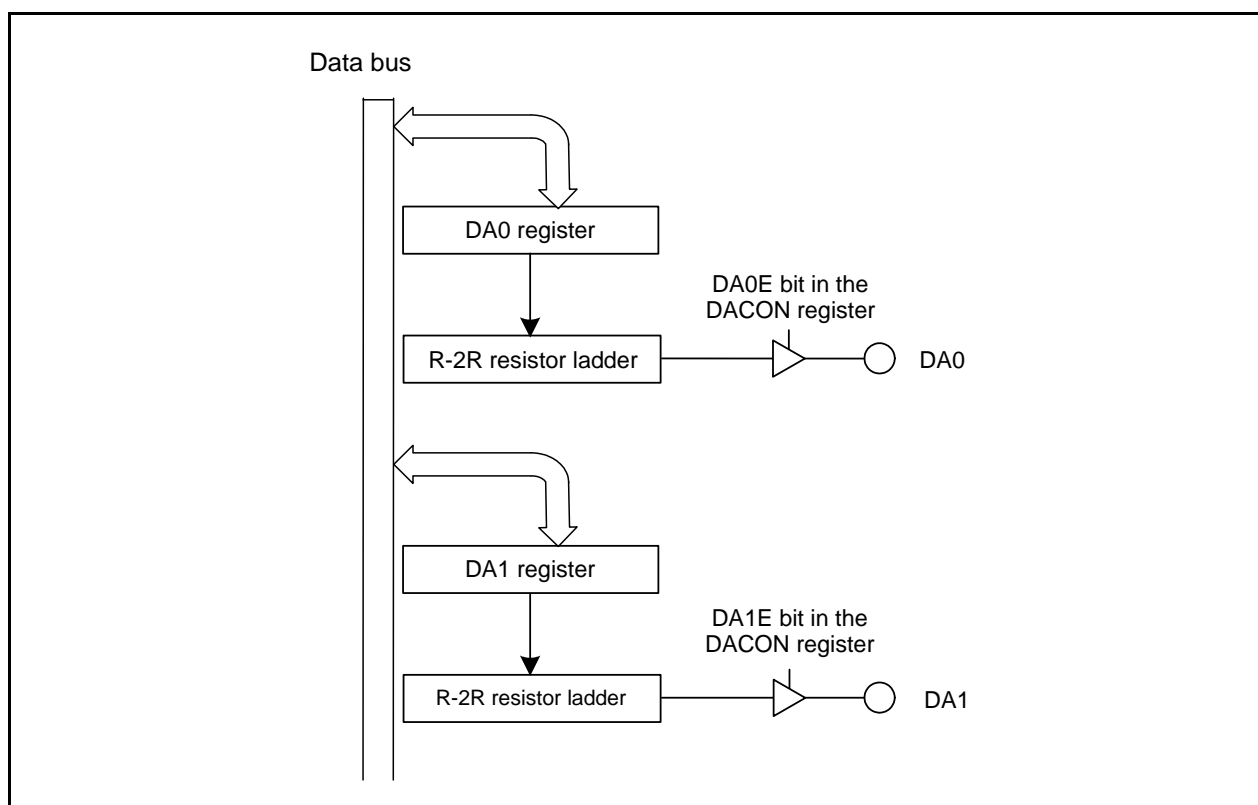 Data bus
DA0 register
DA0E bit in the
DACON register
R-2R resistor ladder
DA0
DA1 register
DA1E bit in the
DACON register
R-2R resistor ladder
DA1